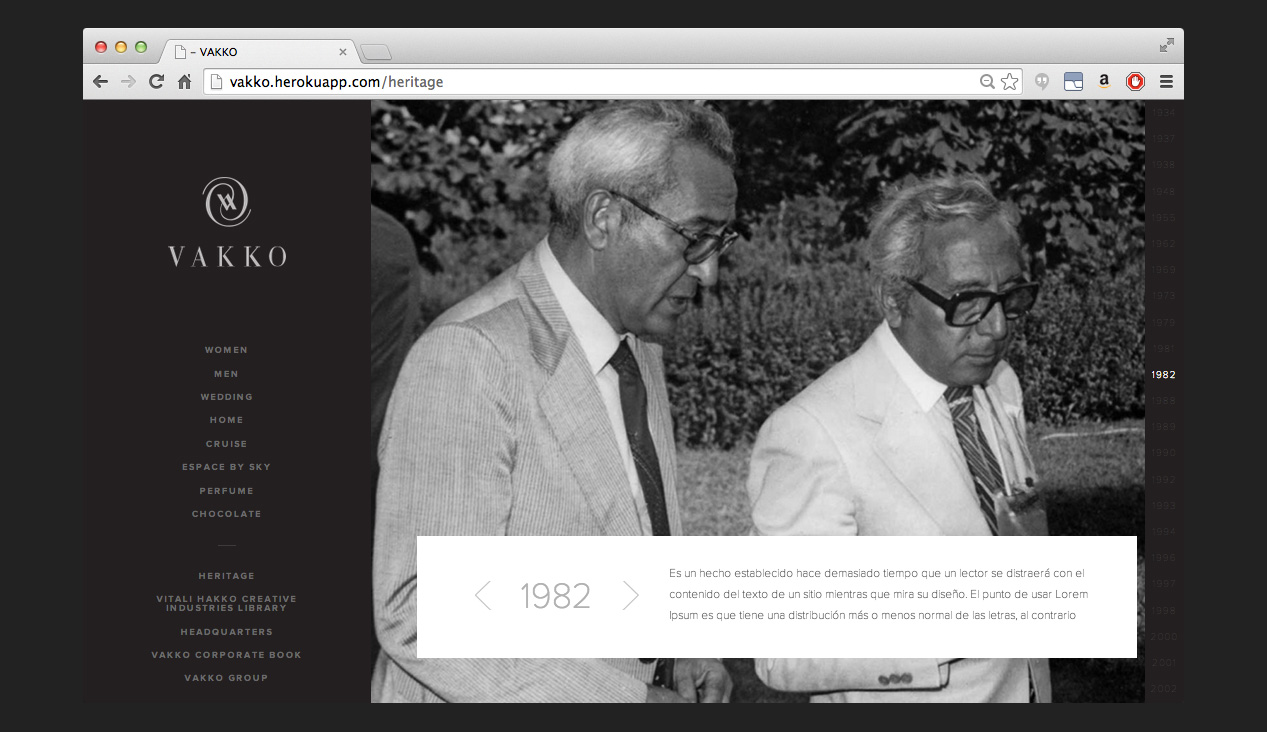 – VAKKO
vakko.herokuapp.com/heritage
a
VAKKO
WOMEN
MEN
WEDDING
HOME
CRUISE
ESPACE BY SKY
PERFUME
CHOCOLATE
HERITAGE
VITALI HAKKO CREATIVE
INDUSTRIES LIBRARY
HEADQUARTERS
VAKKO CORPORATE BOOK
VAKKO GROUP
1982
Es un hecho establecido hace demasiado tiempo que un lector se distraerá con el
contenido del texto de un sitio mientras que mira su diseño. El punto de usar Lorem
Ipsum es que tiene una distribución más o menos normal de las letras, al contrario
1934
1937
1938
1948
1955
1962
1969
1973
1979
1981
1982
1988
1989
1990
1992
1993
1994
1996
1997
1998
2000
2001
2002